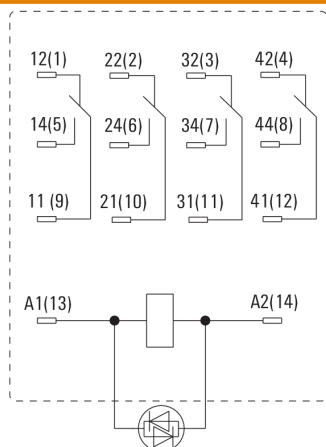 12(1) 22(2) 32(3) 42(4)
14(5) 24(6) 34(7) 44(8)
11 (9) 21(10) 31(11) 41(12)
A1(13) A2(14)